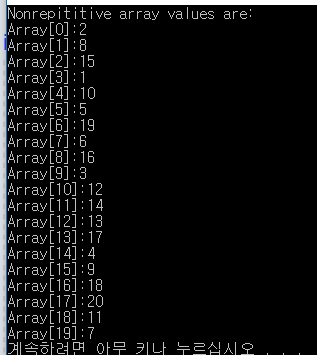 Nonrepititive array values are:
Array[0]:2
Array[1]:8
Array[2]:15
Array[3]:1
Array[4]:10
Array[5]:5
Array[6]:19
Array[7]:6
Array[8]:16
Array[9]:3
Array[10]:12
Array[11]:14
Array[12]:13
Array[13]:17
Array[14]:4
Array[15]:9
Array[16]:18
Array[17]:20
Array[18]:11
Array[19]:7
계속하려면 아무 키나 누르십시오 . . .